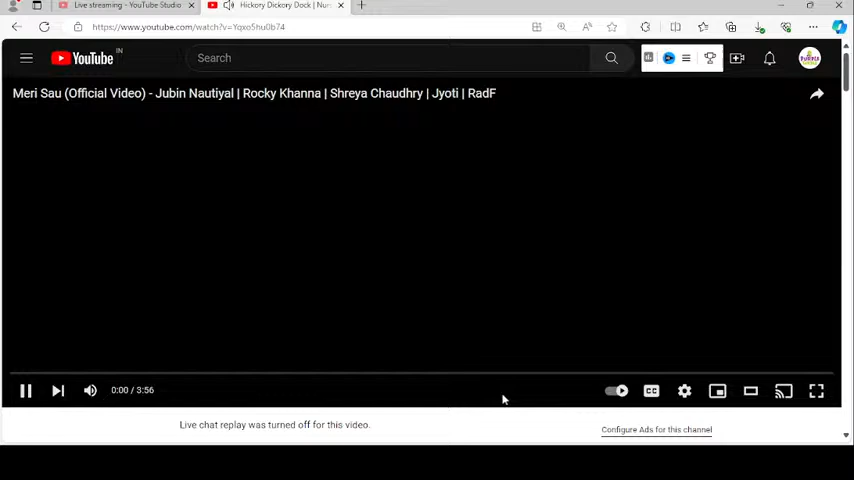 Live streaming - YouTube Studio
Hickory Dickory Dock | Nur
https://www.youtube.com/watch?v=Yqxo5hu0b74
YouTube IN
Search
Meri Sau (Official Video) - Jubin Nautiyal | Rocky Khanna | Shreya Chaudhry | Jyoti | RadF
0:00 / 3:56
CC
Live chat replay was turned off for this video.
Configure Ads for this channel